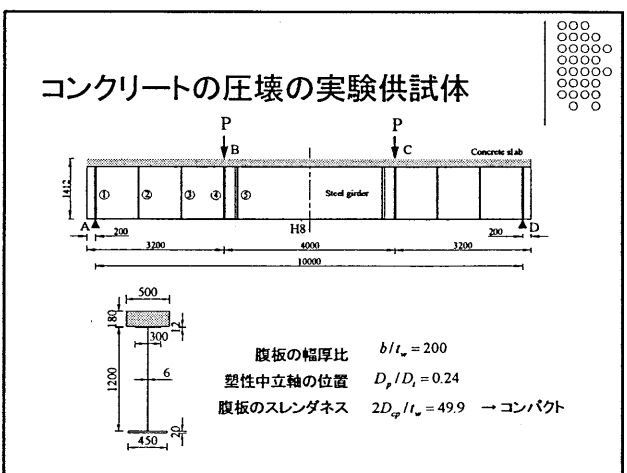 コンクリートの圧壊の実験供試体
P
P
B
C
Concrete slab
1412
① ② ③ ④ ⑤
Steel girder
A
D
200
H8
200
3200
4000
3200
10000
500
180
12
300
1200
6
20
450
腹板の幅厚比 b/t_w = 200
塑性中立軸の位置 D_p/D_t = 0.24
腹板のスレンダネス 2D_cp/t_w = 49.9 → コンパクト